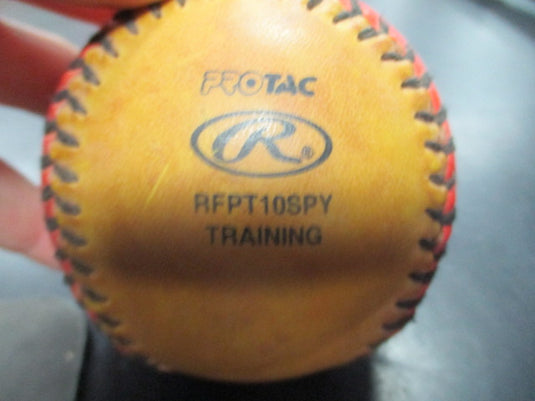 PROTAC
R®
RFPT10SPY
TRAINING